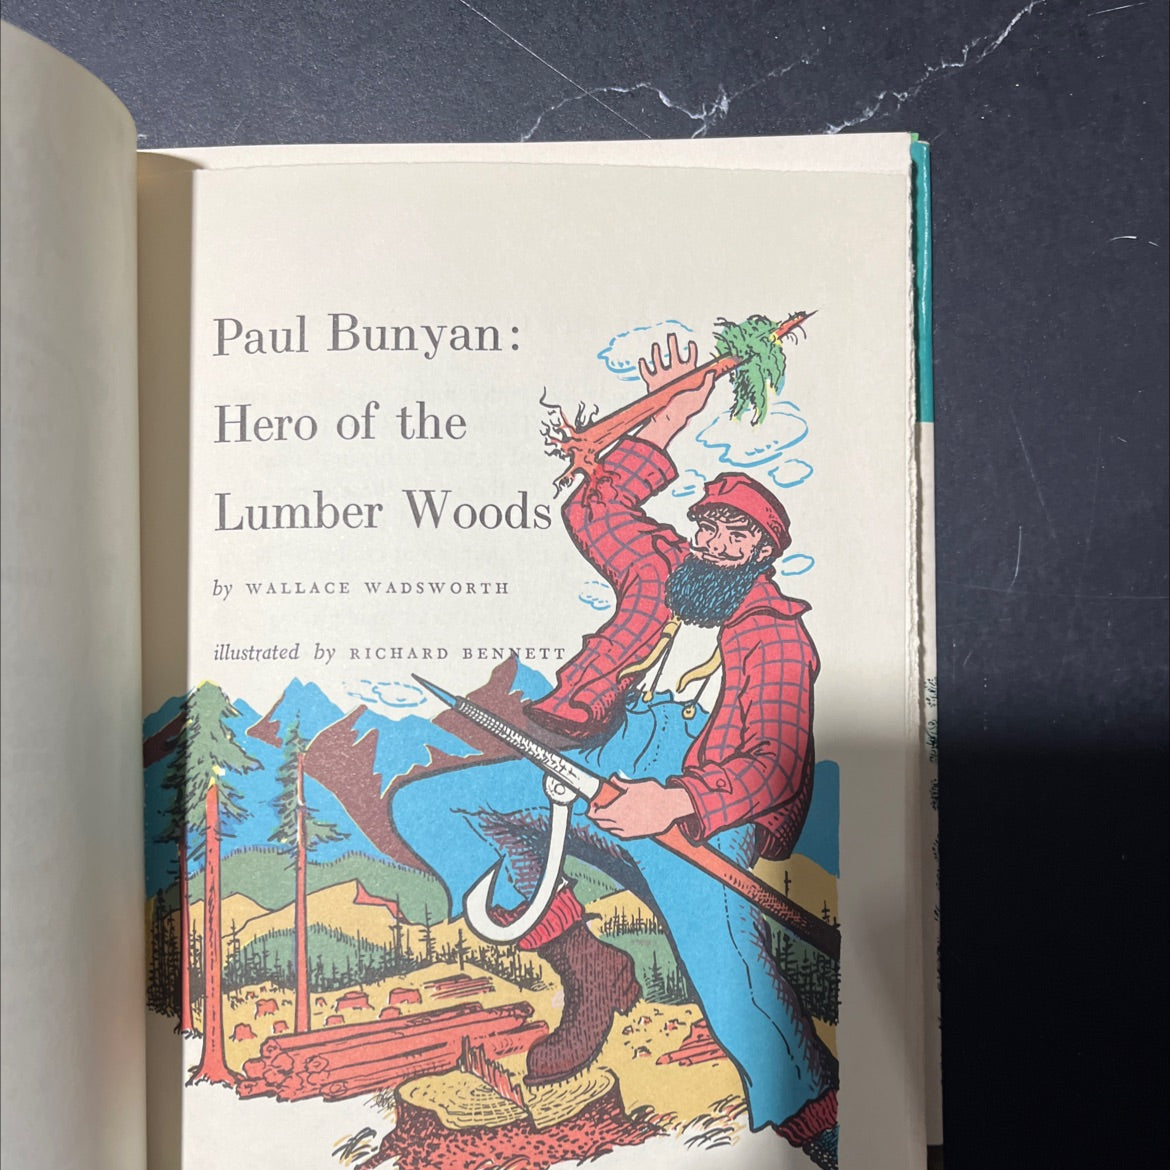 Paul Bunyan:
Hero of the
Lumber Woods
by WALLACE WADSWORTH
illustrated by RICHARD BENNETT